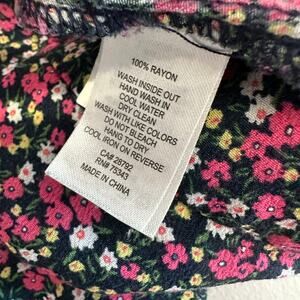 100% RAYON
WASH INSIDE OUT
HAND WASH IN
COOL WATER
DRY CLEAN
WASH WITH LIKE COLORS
DO NOT BLEACH
HANG TO DRY
COOL IRON ON REVERSE
CA# 28792
RN# 75343
MADE IN CHINA